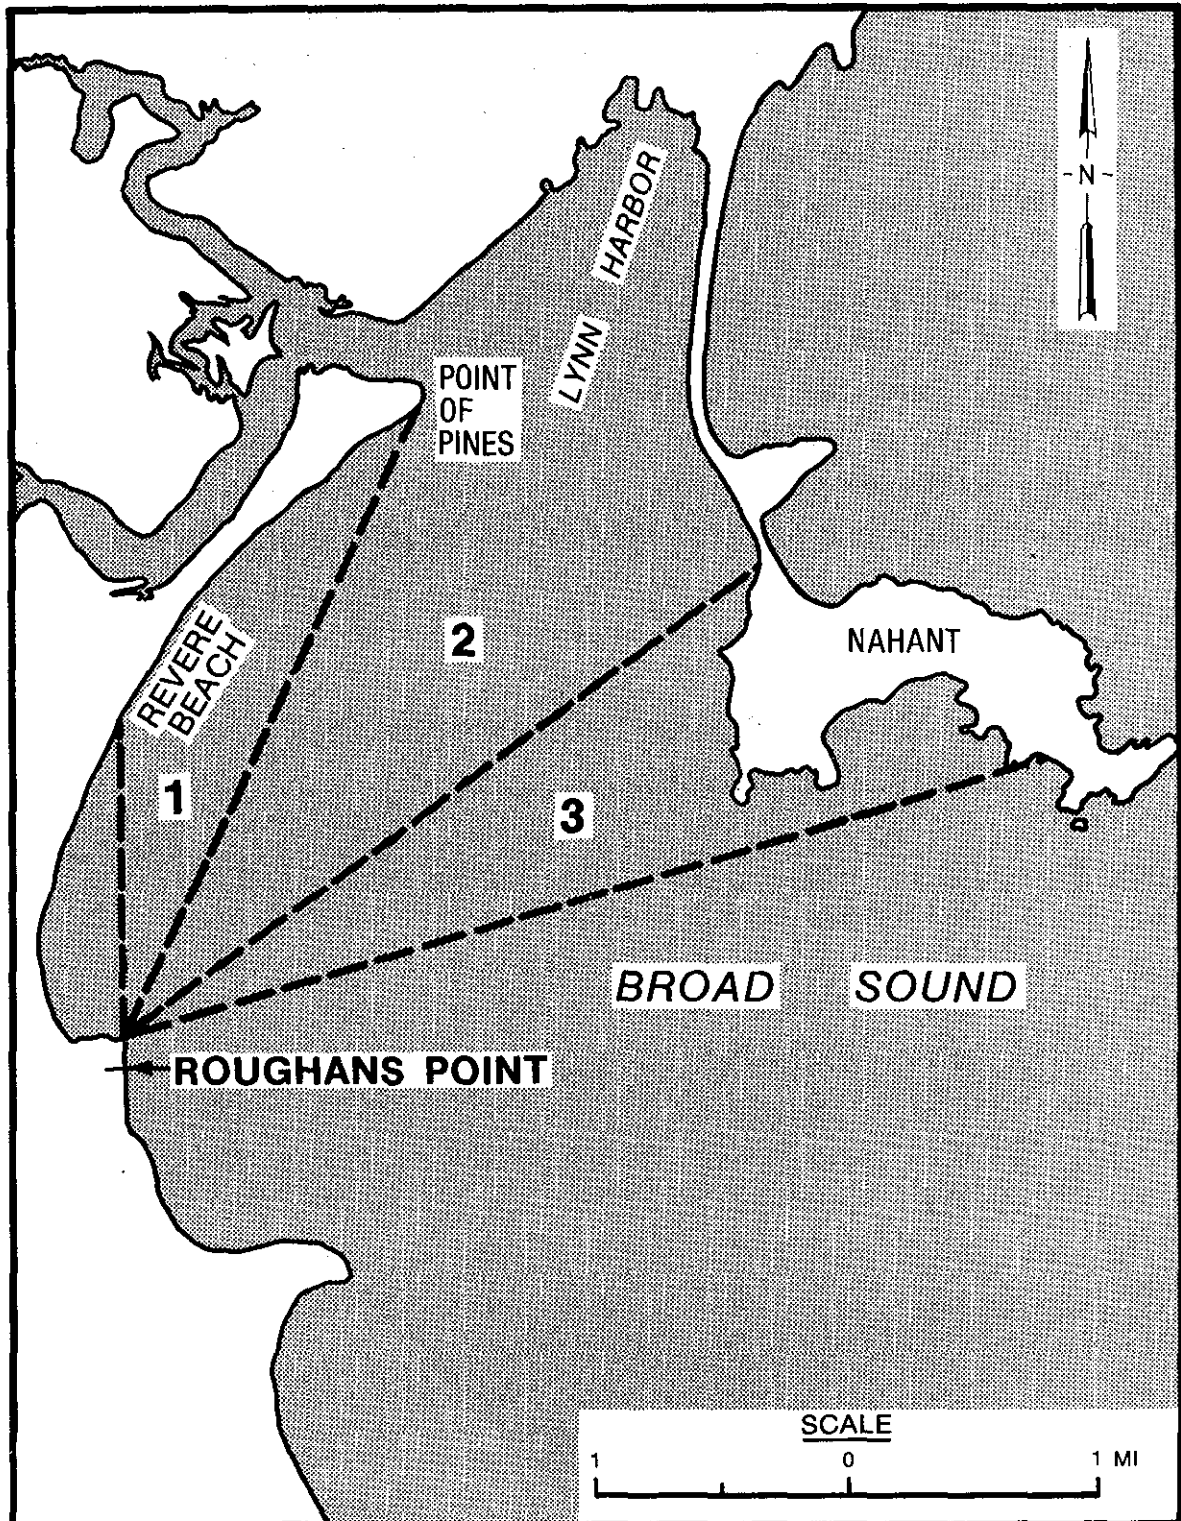 N
LYNN HARBOR
POINT
OF
PINES
REVERE
BEACH
2
NAHANT
1
3
BROAD SOUND
ROUGHANS POINT
SCALE
1 0 1 MI